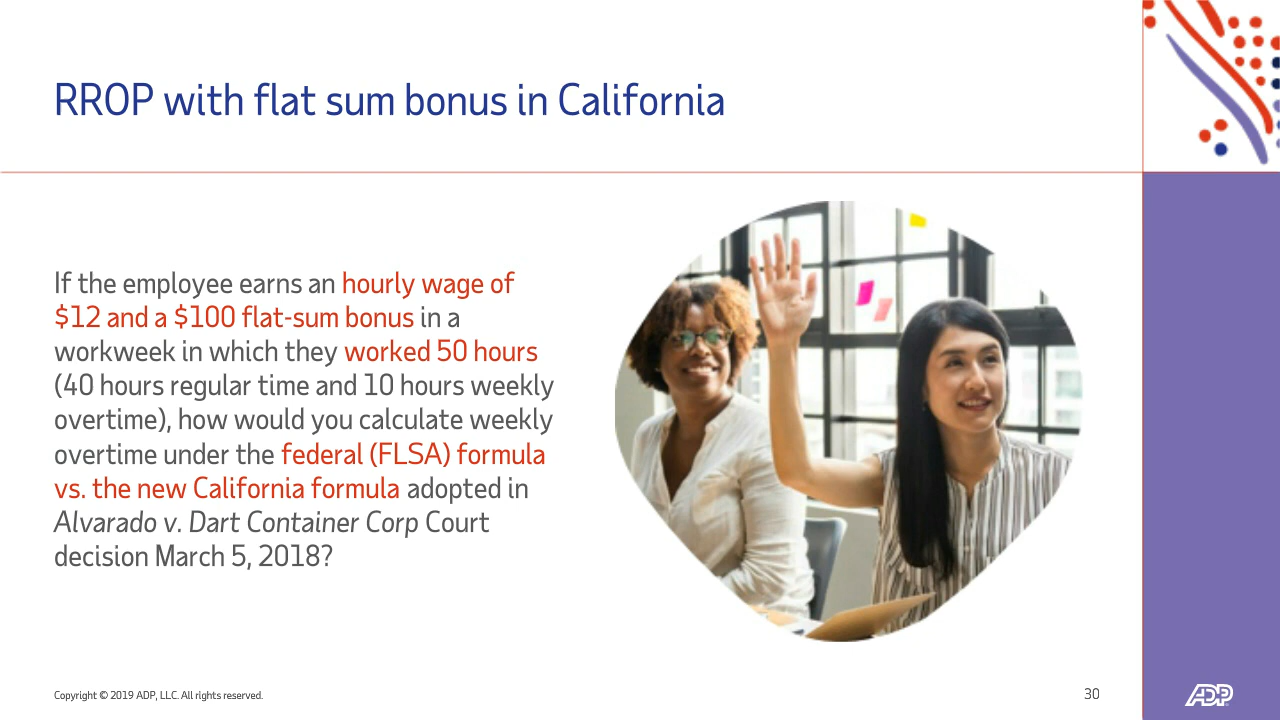 RROP with flat sum bonus in California
If the employee earns an hourly wage of
$12 and a $100 flat-sum bonus in a
workweek in which they worked 50 hours
(40 hours regular time and 10 hours weekly
overtime), how would you calculate weekly
overtime under the federal (FLSA) formula
vs. the new California formula adopted in
Alvarado v. Dart Container Corp Court
decision March 5, 2018?
Copyright © 2019 ADP, LLC. All rights reserved.
30
ADP